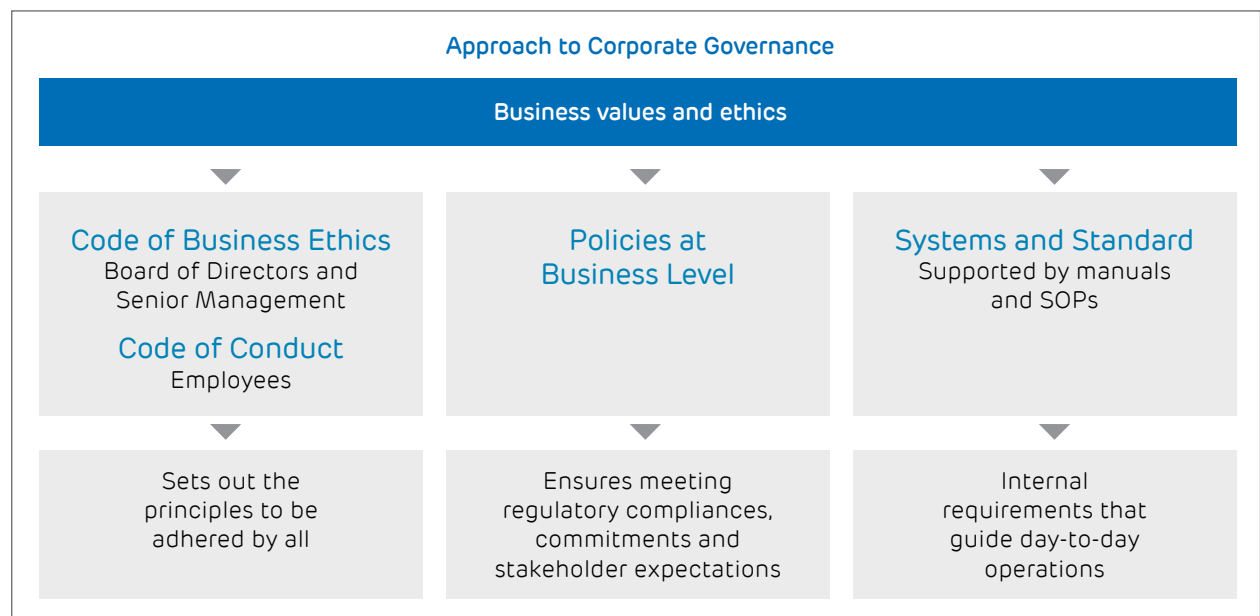 Approach to Corporate Governance
Business values and ethics
Code of Business Ethics
Board of Directors and
Senior Management
Code of Conduct
Employees
Policies at
Business Level
Systems and Standard
Supported by manuals
and SOPs
Sets out the
principles to be
adhered by all
Ensures meeting
regulatory compliances,
commitments and
stakeholder expectations
Internal
requirements that
guide day-to-day
operations